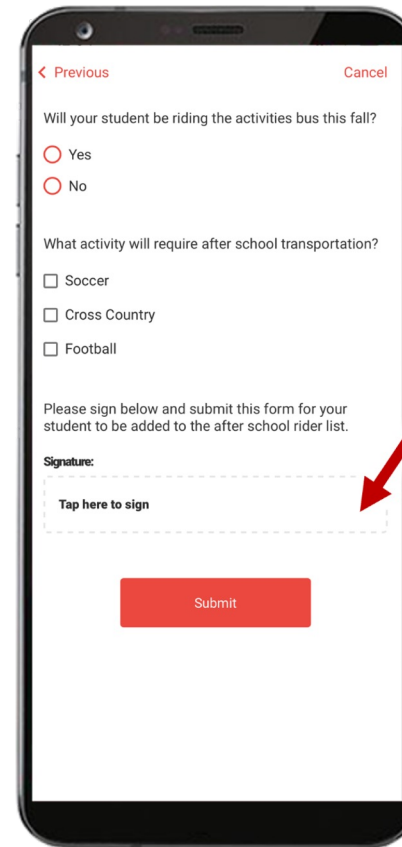 Previous Cancel
Will your student be riding the activities bus this fall?
Yes
No
What activity will require after school transportation?
Soccer
Cross Country
Football
Please sign below and submit this form for your
student to be added to the after school rider list.
Signature:
Tap here to sign
Submit